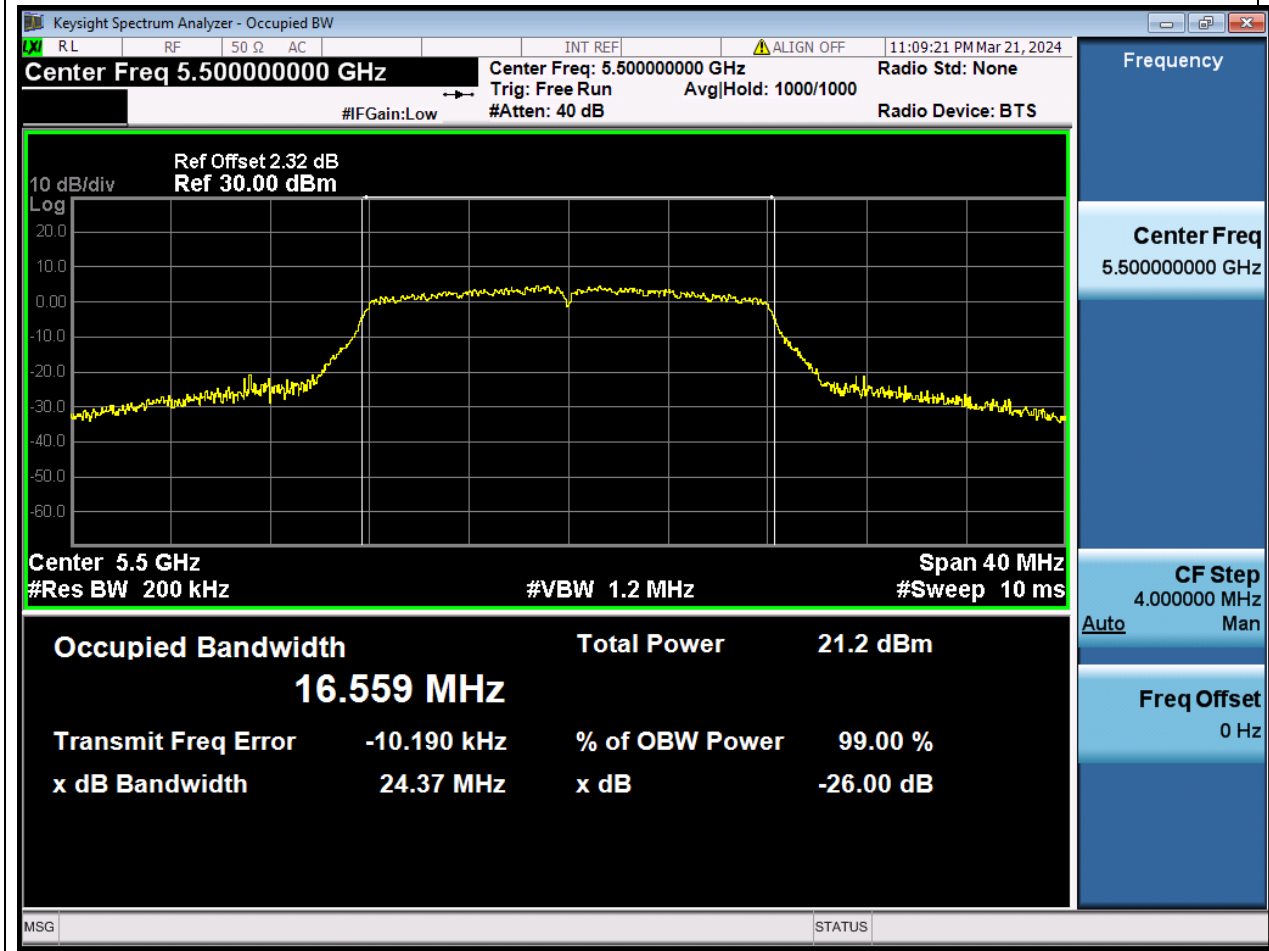 Keysight Spectrum Analyzer - Occupied BW
LXI RL RF 50 Ω AC INT REF ALIGN OFF 11:09:21 PM Mar 21, 2024
Center Freq 5.500000000 GHz
Center Freq: 5.500000000 GHz
Radio Std: None
Trig: Free Run Avg|Hold: 1000/1000
#IFGain:Low
#Atten: 40 dB
Radio Device: BTS
Ref Offset 2.32 dB
10 dB/div Ref 30.00 dBm
Log
20.0
10.0
0.00
-10.0
-20.0
-30.0
-40.0
-50.0
-60.0
Center 5.5 GHz
Span 40 MHz
#Res BW 200 kHz
#VBW 1.2 MHz
#Sweep 10 ms
Occupied Bandwidth
Total Power 21.2 dBm
16.559 MHz
Transmit Freq Error -10.190 kHz
% of OBW Power 99.00 %
x dB Bandwidth 24.37 MHz
x dB -26.00 dB
Frequency
Center Freq
5.500000000 GHz
CF Step
4.000000 MHz
Auto Man
Freq Offset
0 Hz
MSG
STATUS